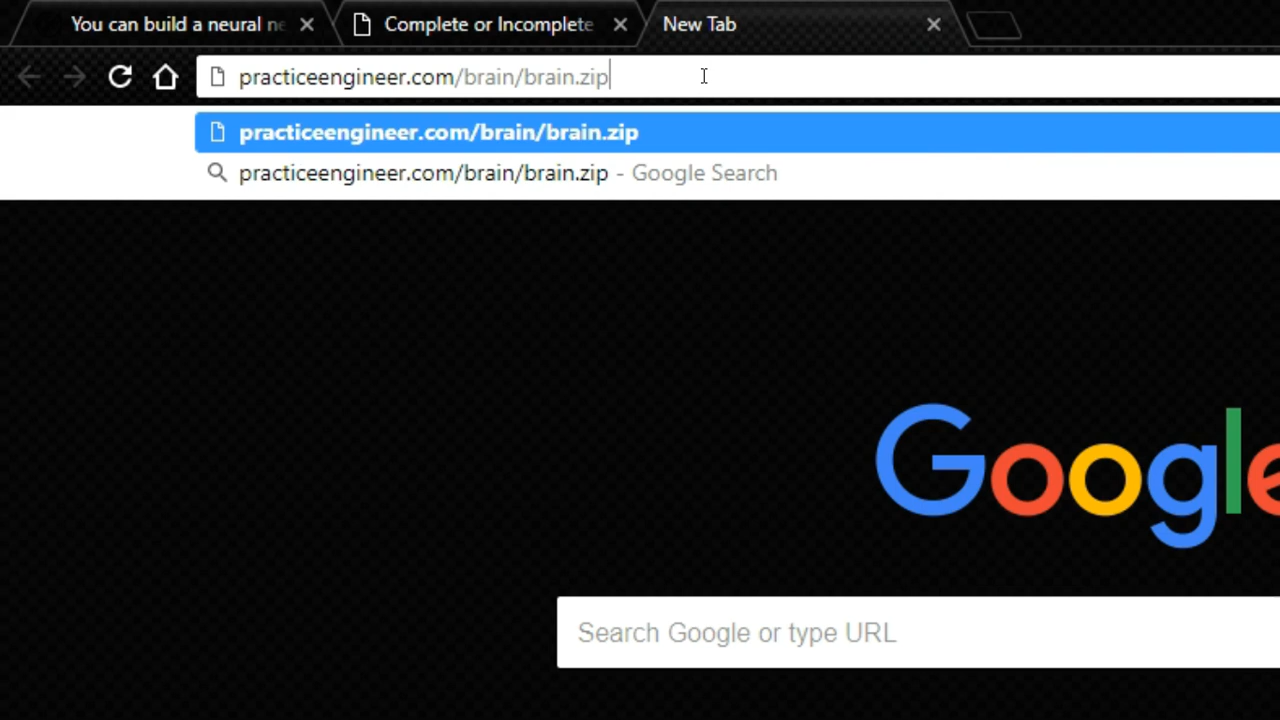 You can build a neural ne
Complete or Incomplete
New Tab
practiceengineer.com/brain/brain.zip
practiceengineer.com/brain/brain.zip
practiceengineer.com/brain/brain.zip - Google Search
Google
Search Google or type URL